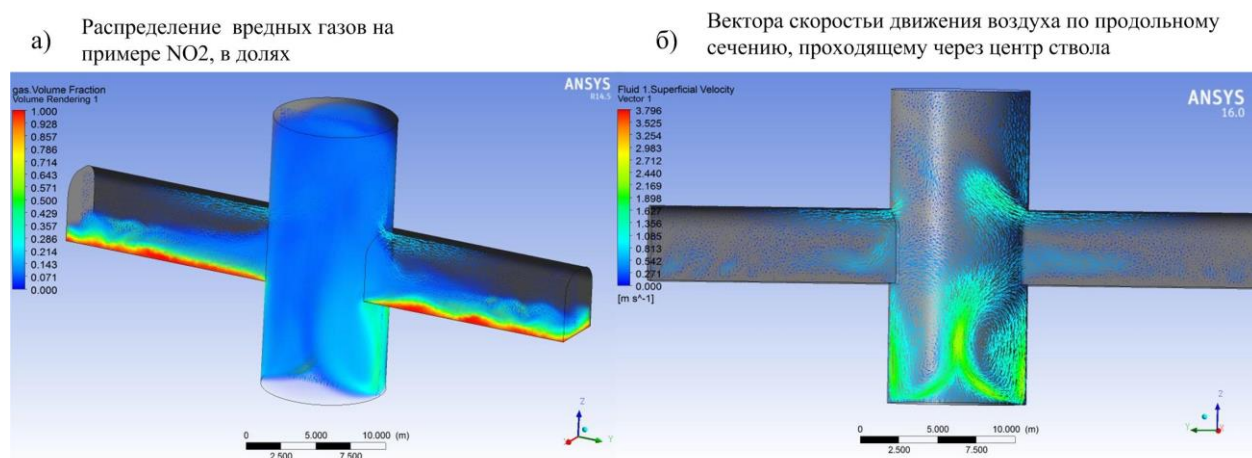 а)
Распределение вредных газов на
примере NO2, в долях
б)
Вектора скоростьи движения воздуха по продольному
сечению, проходящему через центр ствола
gas.Volume Fraction
Volume Rendering 1
1.000
0.928
0.857
0.786
0.714
0.643
0.571
0.500
0.429
0.357
0.286
0.214
0.143
0.071
0.000
ANSYS
R14.5
0
5.000
10.000 (m)
2.500
7.500
Z
Y
Fluid 1.Superficial Velocity
Vector 1
3.796
3.525
3.254
2.983
2.712
2.440
2.169
1.898
1.627
1.356
1.085
0.813
0.542
0.271
0.000
[m s^-1]
ANSYS
16.0
0
5.000
10.000 (m)
2.500
7.500
Z
Y